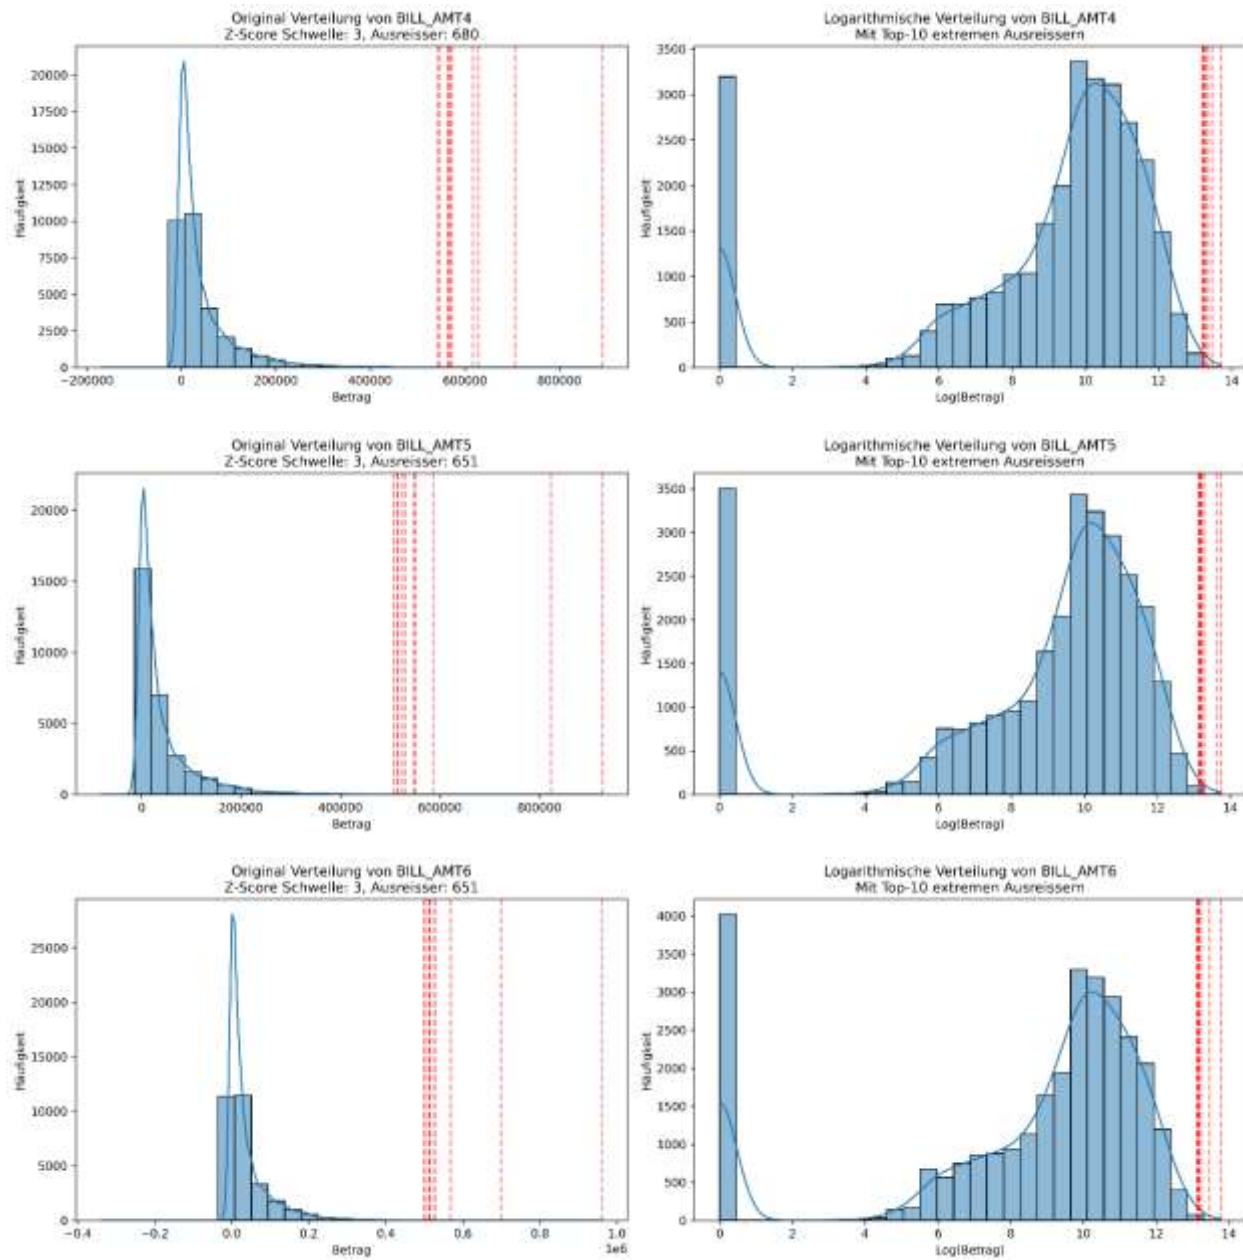 Original Verteilung von BILL_AMT4
Z-Score Schwelle: 3, Ausreisser: 680
Häufigkeit
20000
17500
15000
12500
10000
7500
5000
2500
0
−200000 0 200000 400000 600000 800000
Betrag
Logarithmische Verteilung von BILL_AMT4
Mit Top-10 extremen Ausreissern
Häufigkeit
3500
3000
2500
2000
1500
1000
500
0
0 2 4 6 8 10 12 14
Log(Betrag)
Original Verteilung von BILL_AMT5
Z-Score Schwelle: 3, Ausreisser: 651
Häufigkeit
20000
15000
10000
5000
0
0 200000 400000 600000 800000
Betrag
Logarithmische Verteilung von BILL_AMT5
Mit Top-10 extremen Ausreissern
Häufigkeit
3500
3000
2500
2000
1500
1000
500
0
0 2 4 6 8 10 12 14
Log(Betrag)
Original Verteilung von BILL_AMT6
Z-Score Schwelle: 3, Ausreisser: 651
Häufigkeit
25000
20000
15000
10000
5000
0
−0.4 −0.2 0.0 0.2 0.4 0.6 0.8 1.0
1e6
Betrag
Logarithmische Verteilung von BILL_AMT6
Mit Top-10 extremen Ausreissern
Häufigkeit
4000
3500
3000
2500
2000
1500
1000
500
0
0 2 4 6 8 10 12 14
Log(Betrag)